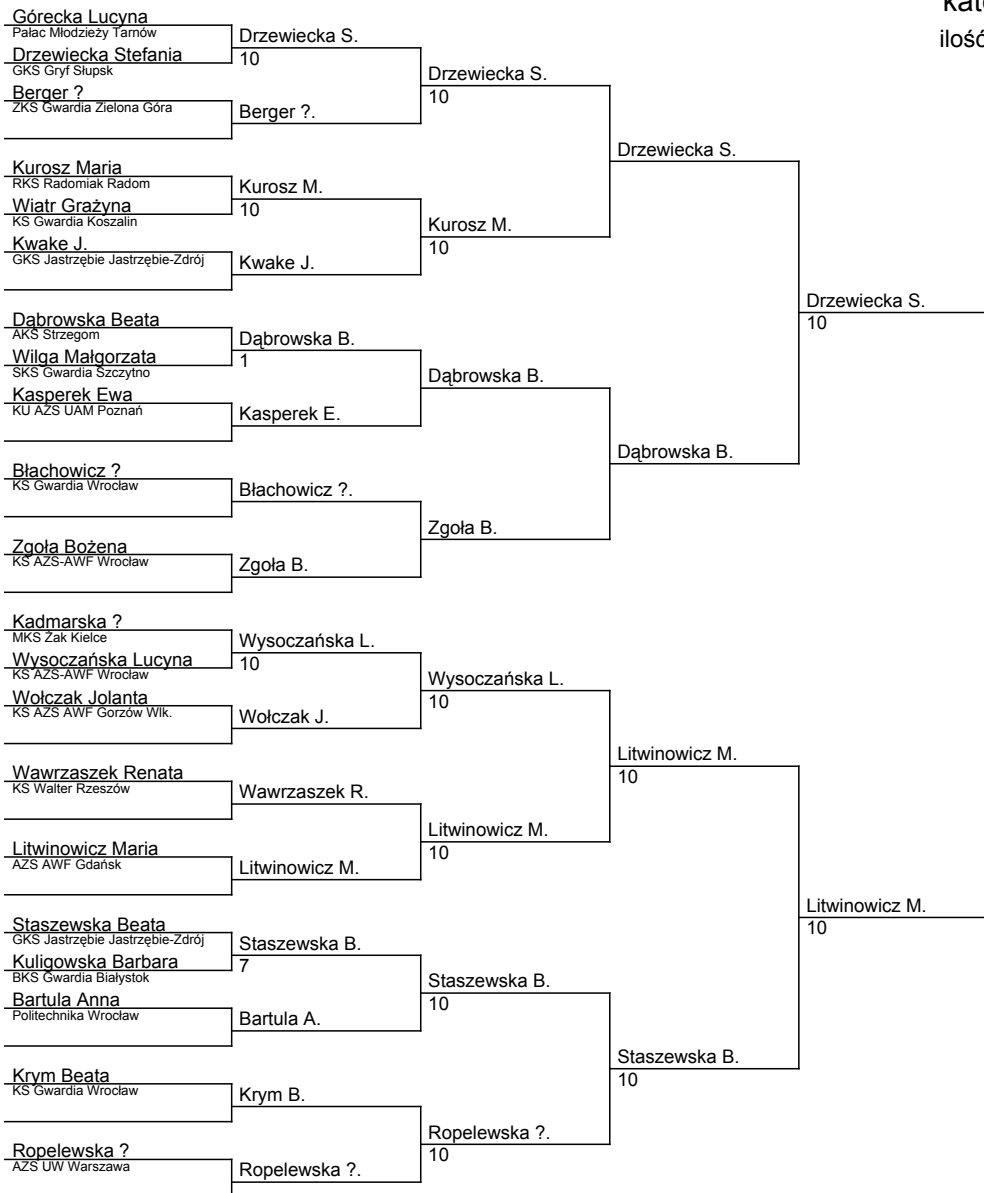 kate
ilość
Górecka Lucyna
Pałac Młodzieży Tarnów
Drzewiecka Stefania
GKS Gryf Słupsk
Berger ?
ZKS Gwardia Zielona Góra
Kurosz Maria
RKS Radomiak Radom
Wiatr Grażyna
KS Gwardia Koszalin
Kwake J.
GKS Jastrzębie Jastrzębie-Zdrój
Dąbrowska Beata
AKS Strzegom
Wilga Małgorzata
SKS Gwardia Szczytno
Kasperek Ewa
KU AZS UAM Poznań
Błachowicz ?
KS Gwardia Wrocław
Zgoła Bożena
KS AZS-AWF Wrocław
Kadmarska ?
MKS Żak Kielce
Wysoczańska Lucyna
KS AZS-AWF Wrocław
Wołczak Jolanta
KS AZS AWF Gorzów Wlk.
Wawrzaszek Renata
KS Walter Rzeszów
Litwinowicz Maria
AZS AWF Gdańsk
Staszewska Beata
GKS Jastrzębie Jastrzębie-Zdrój
Kuligowska Barbara
BKS Gwardia Białystok
Bartula Anna
Politechnika Wrocław
Krym Beata
KS Gwardia Wrocław
Ropelewska ?
AZS UW Warszawa
Drzewiecka S.
10
Berger ?.
Kurosz M.
10
Kwake J.
Dąbrowska B.
1
Kasperek E.
Błachowicz ?.
Zgoła B.
Wysoczańska L.
10
Wołczak J.
Wawrzaszek R.
Litwinowicz M.
Staszewska B.
7
Bartula A.
Krym B.
Ropelewska ?.
Drzewiecka S.
10
Kurosz M.
10
Dąbrowska B.
Zgoła B.
Wysoczańska L.
10
Litwinowicz M.
10
Staszewska B.
10
Ropelewska ?.
10
Drzewiecka S.
Dąbrowska B.
Litwinowicz M.
10
Staszewska B.
10
Drzewiecka S.
10
Litwinowicz M.
10